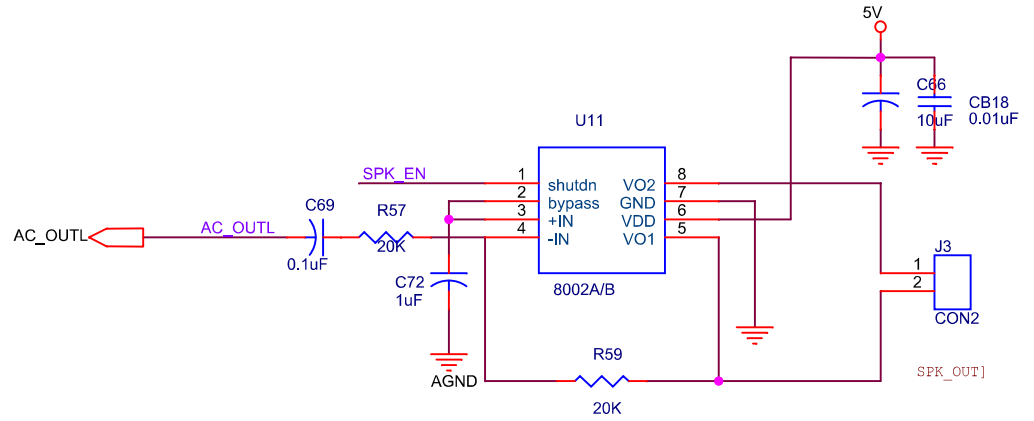 5V
C66
10uF
CB18
0.01uF
U11
SPK_EN
1 shutdn VO2 8
2 bypass GND 7
3 +IN VDD 6
4 -IN VO1 5
8002A/B
AC_OUTL
AC_OUTL
C69
0.1uF
R57
20K
C72
1uF
AGND
R59
20K
J3
1
2
CON2
SPK_OUT]